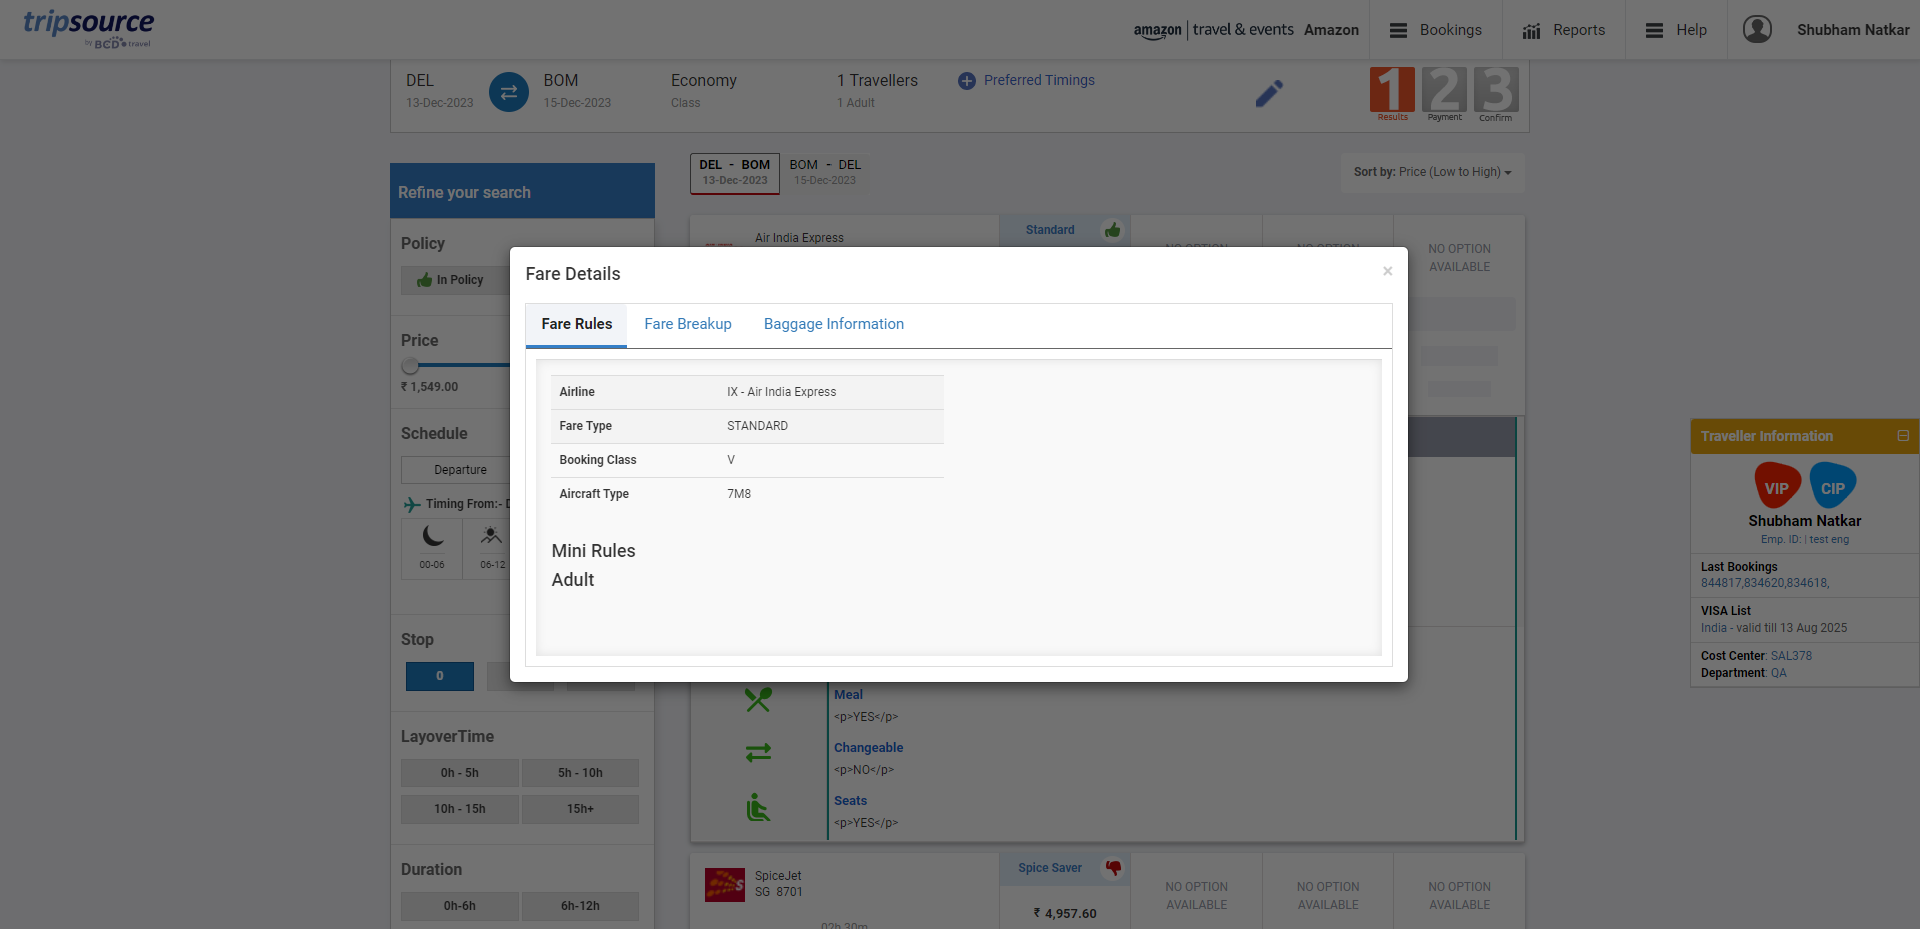 tripsource
by BCD travel
amazon | travel & events Amazon
Bookings
Reports
Help
Shubham Natkar
DEL
13-Dec-2023
BOM
15-Dec-2023
Economy
Class
1 Travellers
1 Adult
Preferred Timings
1 2 3
Results Payment Confirm
Refine your search
Policy
In Policy
Price
₹ 1,549.00
Schedule
Departure
Timing From:- D
00-06
06-12
Stop
0
LayoverTime
0h - 5h
5h - 10h
10h - 15h
15h+
Duration
0h-6h
6h-12h
DEL - BOM
13-Dec-2023
BOM - DEL
15-Dec-2023
Sort by: Price (Low to High)
Air India Express
Standard
NO OPTION
NO OPTION
NO OPTION
AVAILABLE
Fare Details
×
Fare Rules
Fare Breakup
Baggage Information
Airline IX - Air India Express
Fare Type STANDARD
Booking Class V
Aircraft Type 7M8
Mini Rules
Adult
Meal
<p>YES</p>
Changeable
<p>NO</p>
Seats
<p>YES</p>
SpiceJet
SG 8701
02h 30m
Spice Saver
₹ 4,957.60
NO OPTION
AVAILABLE
NO OPTION
AVAILABLE
NO OPTION
AVAILABLE
Traveller Information
VIP CIP
Shubham Natkar
Emp. ID: | test eng
Last Bookings
844817,834620,834618,
VISA List
India - valid till 13 Aug 2025
Cost Center: SAL378
Department: QA